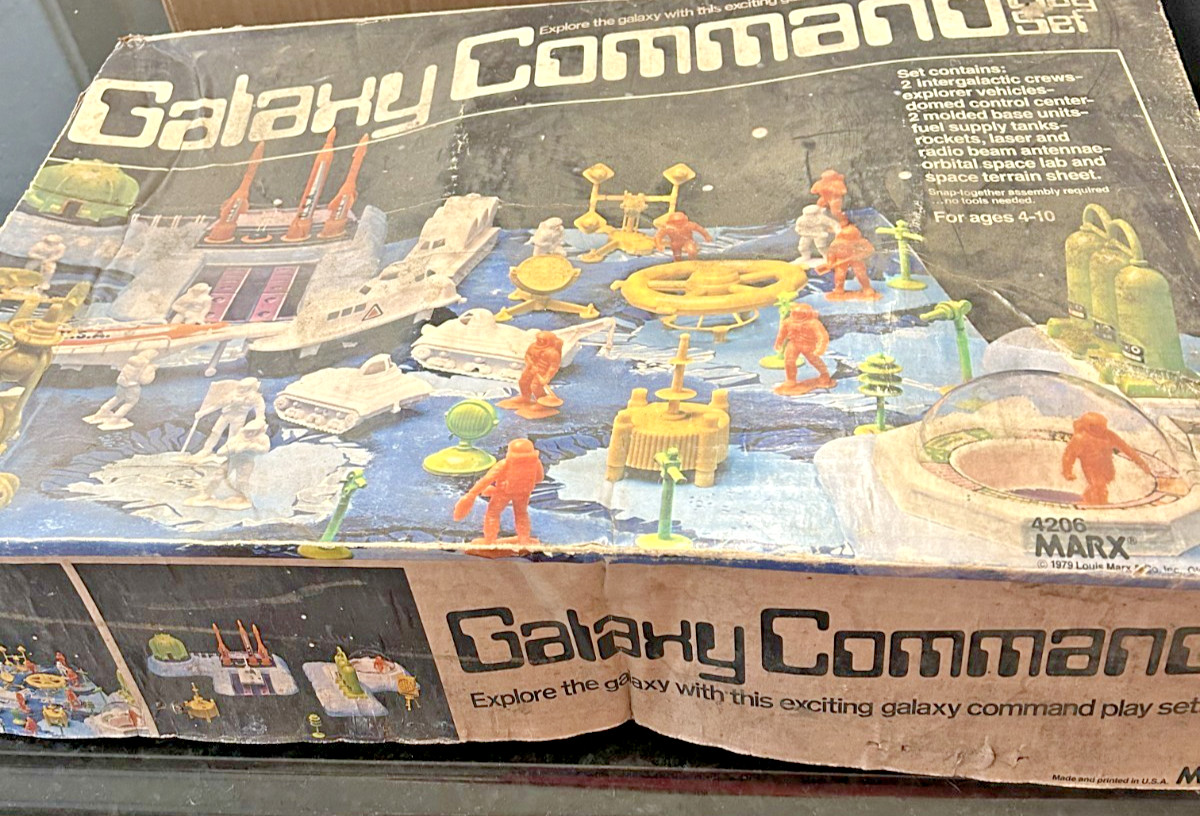 Explore the galaxy with this exciting
Galaxy Command Play
Set
Set contains:
2 intergalactic crews-
explorer vehicles-
domed control center-
2 molded base units-
fuel supply tanks-
rockets, laser and
radio beam antennae-
orbital space lab and
space terrain sheet.
Snap-together assembly required
...no tools needed.
For ages 4-10
4206
MARX®
© 1979 Louis Marx & Co. Inc.
Galaxy Command
Explore the galaxy with this exciting galaxy command play set
Made and printed in U.S.A.
M